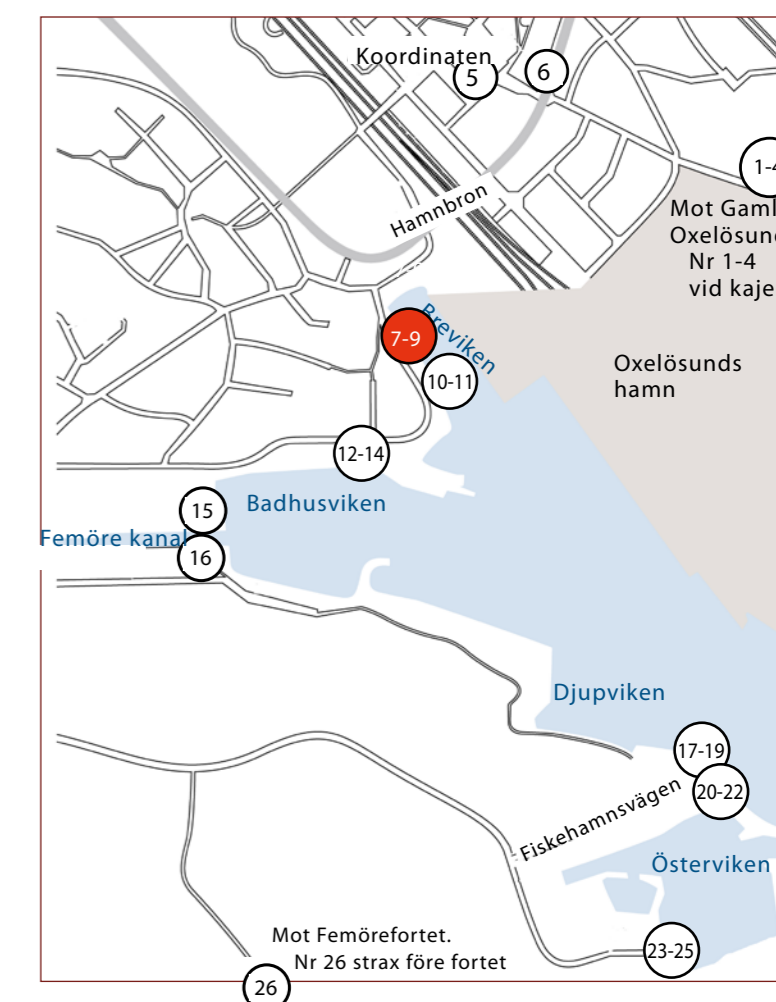 Koordinaten
5
6
1-4
Hamnbron
Mot Gaml
Oxelösund
Nr 1-4
vid kaje
7-9
Breviken
10-11
Oxelösunds
hamn
12-14
15
Badhusviken
Femöre kanal
16
Djupviken
17-19
20-22
Fiskehamnsvägen
Österviken
Mot Femörefortet.
Nr 26 strax före fortet
23-25
26